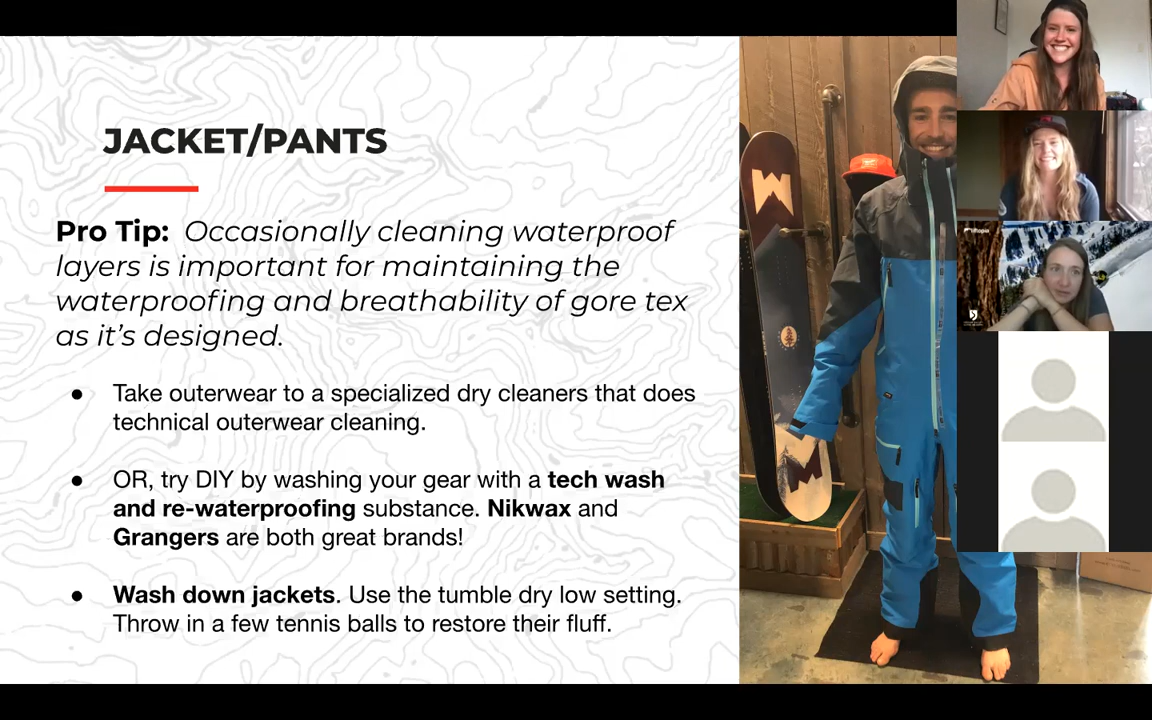 JACKET/PANTS
Pro Tip: Occasionally cleaning waterproof
layers is important for maintaining the
waterproofing and breathability of gore tex
as it’s designed.
● Take outerwear to a specialized dry cleaners that does
technical outerwear cleaning.
● OR, try DIY by washing your gear with a tech wash
and re-waterproofing substance. Nikwax and
Grangers are both great brands!
● Wash down jackets. Use the tumble dry low setting.
Throw in a few tennis balls to restore their fluff.